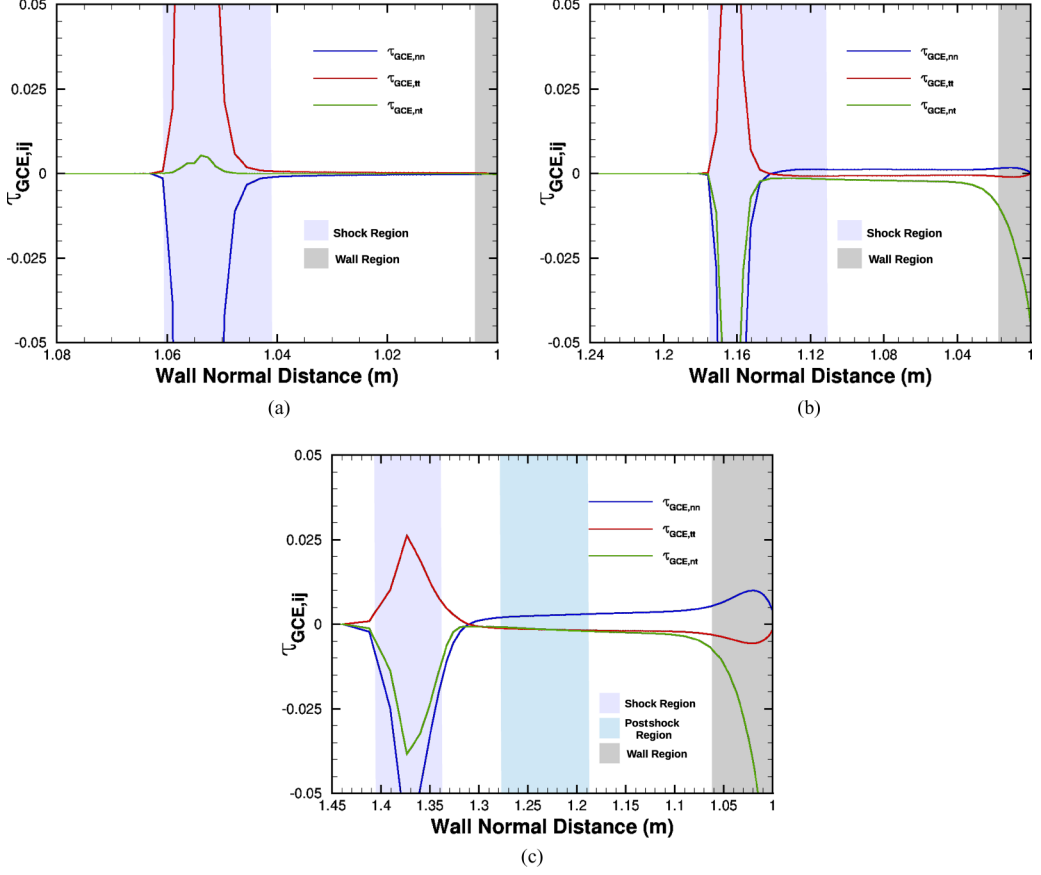 0.05
0.025
0
-0.025
-0.05
τGCE,ij
τGCE,nn
τGCE,tt
τGCE,nt
Shock Region
Wall Region
1.08
1.06
1.04
1.02
1
Wall Normal Distance (m)
(a)
0.05
0.025
0
-0.025
-0.05
τGCE,ij
τGCE,nn
τGCE,tt
τGCE,nt
Shock Region
Wall Region
1.24
1.2
1.16
1.12
1.08
1.04
1
Wall Normal Distance (m)
(b)
0.05
0.025
0
-0.025
-0.05
τGCE,ij
τGCE,nn
τGCE,tt
τGCE,nt
Shock Region
Postshock
Region
Wall Region
1.45
1.4
1.35
1.3
1.25
1.2
1.15
1.1
1.05
1
Wall Normal Distance (m)
(c)